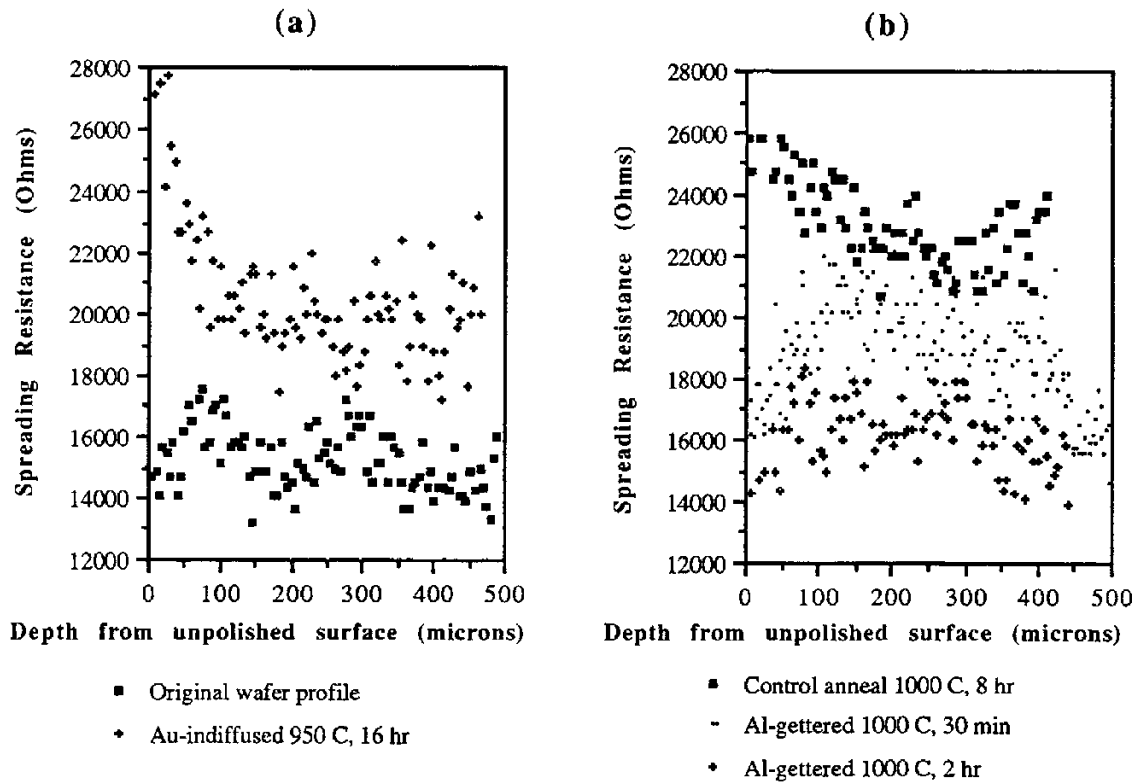 (a)
28000
26000
24000
22000
20000
18000
16000
14000
12000
Spreading Resistance (Ohms)
0 100 200 300 400 500
Depth from unpolished surface (microns)
Original wafer profile
Au-indiffused 950 C, 16 hr
(b)
28000
26000
24000
22000
20000
18000
16000
14000
12000
Spreading Resistance (Ohms)
0 100 200 300 400 500
Depth from unpolished surface (microns)
Control anneal 1000 C, 8 hr
Al-gettered 1000 C, 30 min
Al-gettered 1000 C, 2 hr